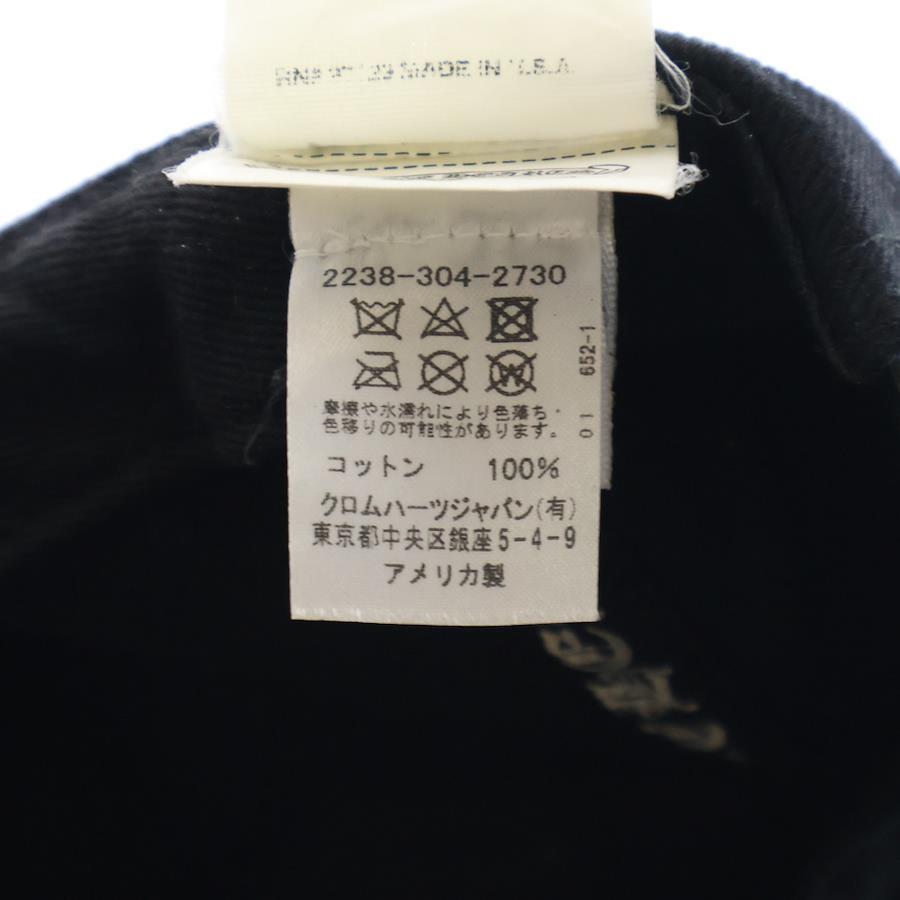 MADE IN U.S.A
2238-304-2730
摩擦や水濡れにより色落ち・
色移りの可能性があります。
コットン 100%
クロムハーツジャパン(有)
東京都中央区銀座5-4-9
アメリカ製
01 652-1